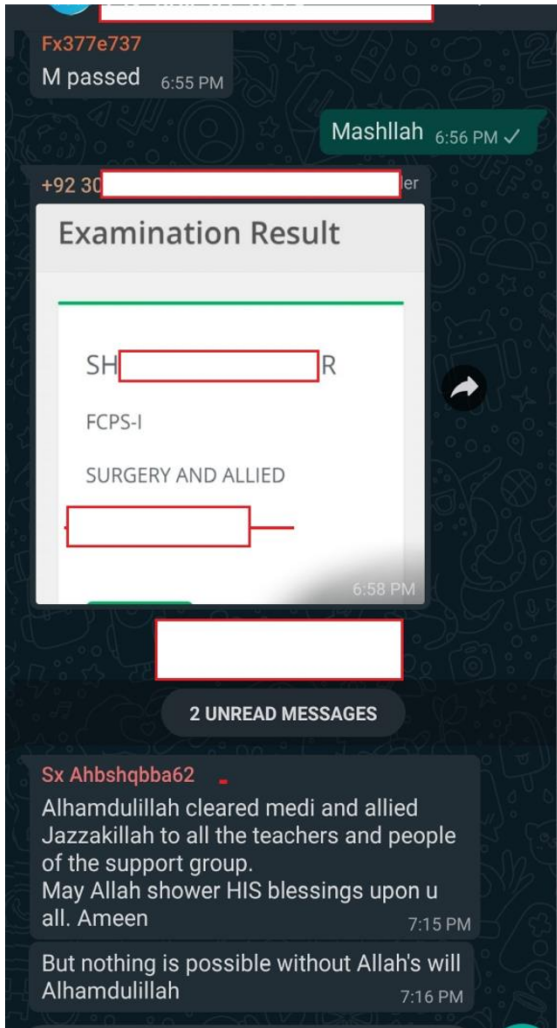 Fx377e737
M passed 6:55 PM
Mashllah 6:56 PM
+92 30
er
Examination Result
SH R
FCPS-I
SURGERY AND ALLIED
6:58 PM
2 UNREAD MESSAGES
Sx Ahbshqbba62
Alhamdulillah cleared medi and allied
Jazzakillah to all the teachers and people
of the support group.
May Allah shower HIS blessings upon u
all. Ameen 7:15 PM
But nothing is possible without Allah's will
Alhamdulillah 7:16 PM